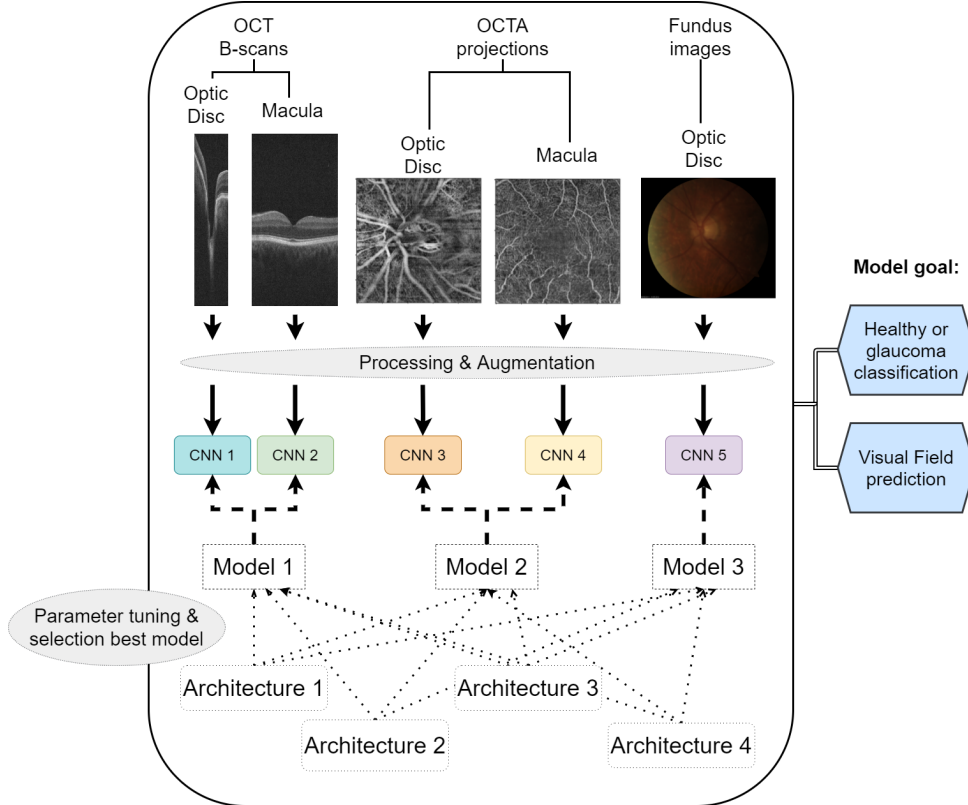 OCT
B-scans
OCTA
projections
Fundus
images
Optic
Disc
Macula
Optic
Disc
Macula
Optic
Disc
Model goal:
Healthy or
glaucoma
classification
Processing & Augmentation
CNN 1
CNN 2
CNN 3
CNN 4
CNN 5
Visual Field
prediction
Model 1
Model 2
Model 3
Parameter tuning &
selection best model
Architecture 1
Architecture 3
Architecture 2
Architecture 4